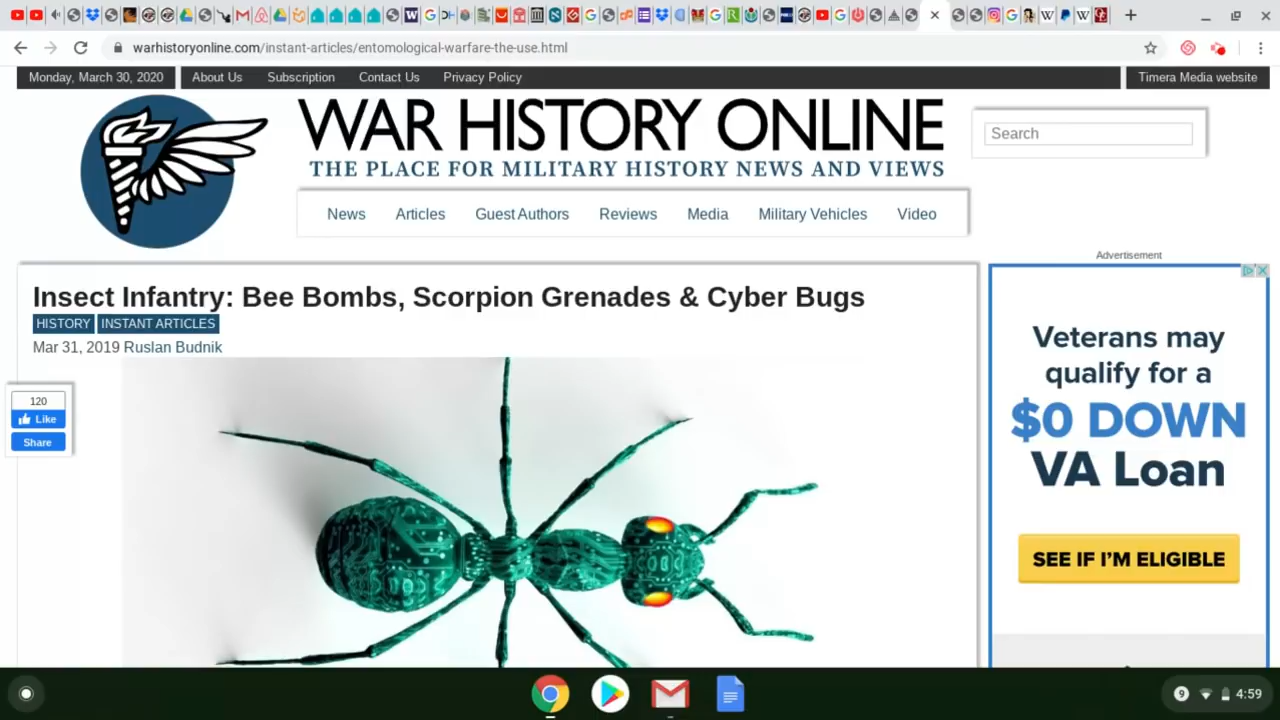 warhistoryonline.com/instant-articles/entomological-warfare-the-use.html
Monday, March 30, 2020 About Us Subscription Contact Us Privacy Policy Timera Media website
WAR HISTORY ONLINE
THE PLACE FOR MILITARY HISTORY NEWS AND VIEWS
Search
News Articles Guest Authors Reviews Media Military Vehicles Video
Advertisement
Insect Infantry: Bee Bombs, Scorpion Grenades & Cyber Bugs
HISTORY INSTANT ARTICLES
Mar 31, 2019 Ruslan Budnik
120
Like
Share
Veterans may
qualify for a
$0 DOWN
VA Loan
SEE IF I'M ELIGIBLE
9 4:59